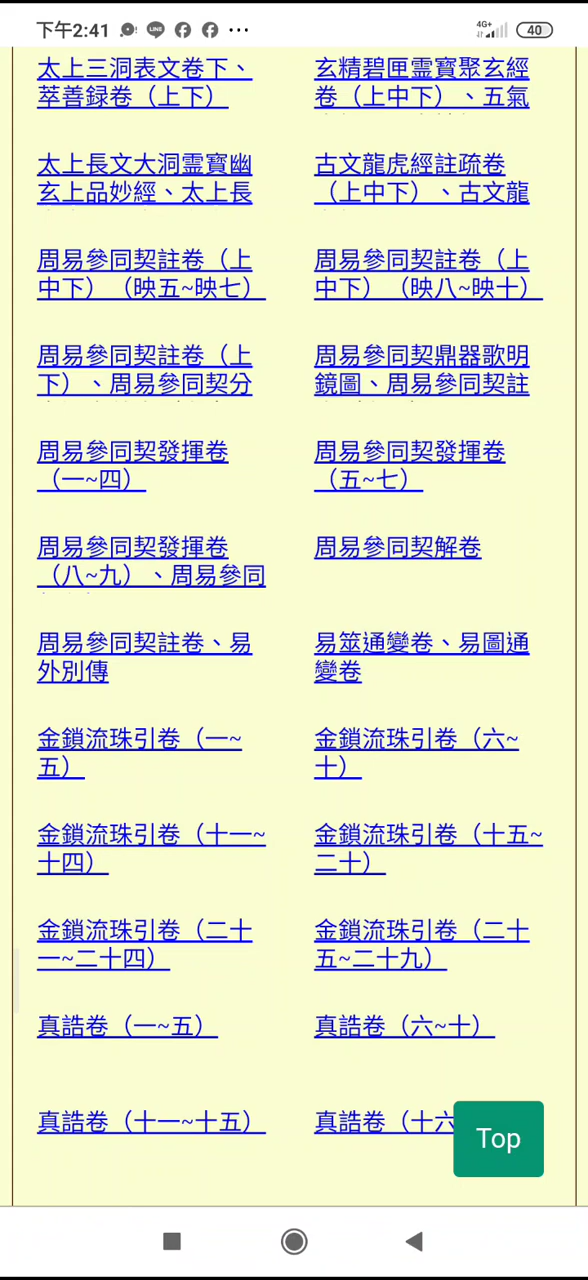 下午2:41
4G+
40
太上三洞表文卷下、
萃善録卷（上下）
玄精碧匣霊寶聚玄經
卷（上中下）、五氣
太上長文大洞霊寶幽
玄上品妙經、太上長
古文龍虎經註疏卷
（上中下）、古文龍
周易參同契註卷（上
中下）（映五~映七）
周易參同契註卷（上
中下）（映八~映十）
周易參同契註卷（上
下）、周易參同契分
周易參同契鼎器歌明
鏡圖、周易參同契註
周易參同契發揮卷
（一~四）
周易參同契發揮卷
（五~七）
周易參同契發揮卷
（八~九）、周易參同
周易參同契解卷
周易參同契註卷、易
外別傳
易筮通變卷、易圖通
變卷
金鎖流珠引卷（一~
五）
金鎖流珠引卷（六~
十）
金鎖流珠引卷（十一~
十四）
金鎖流珠引卷（十五~
二十）
金鎖流珠引卷（二十
一~二十四）
金鎖流珠引卷（二十
五~二十九）
真誥卷（一~五）
真誥卷（六~十）
真誥卷（十一~十五）
真誥卷（十六
Top